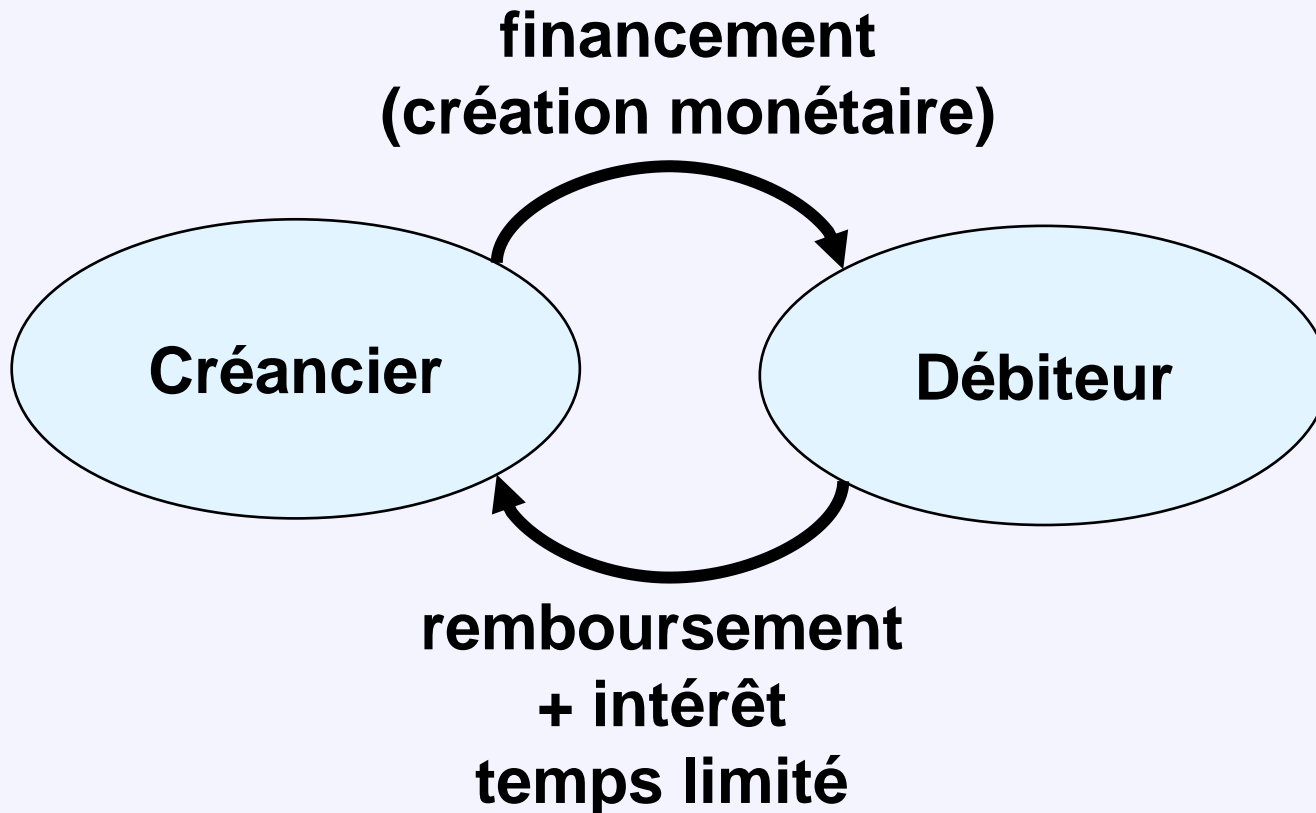 financement
(création monétaire)
Créancier
Débiteur
remboursement
+ intérêt
temps limité